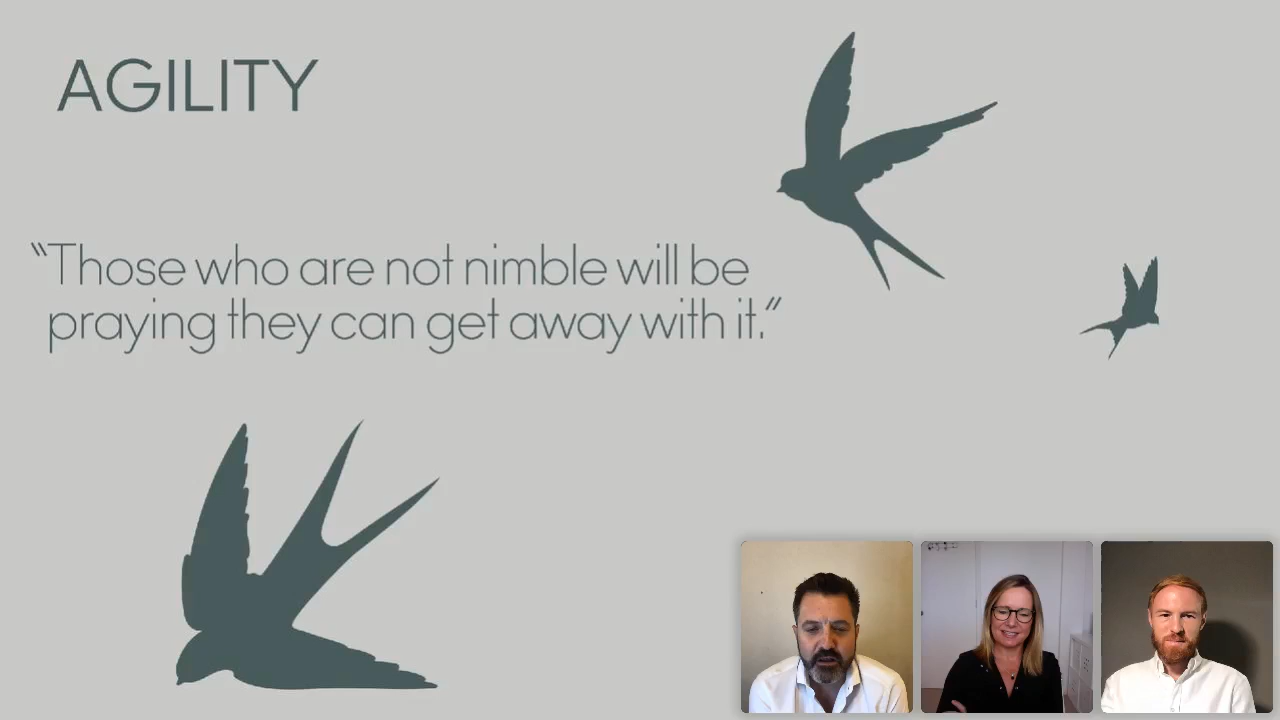 AGILITY
“Those who are not nimble will be
praying they can get away with it.”